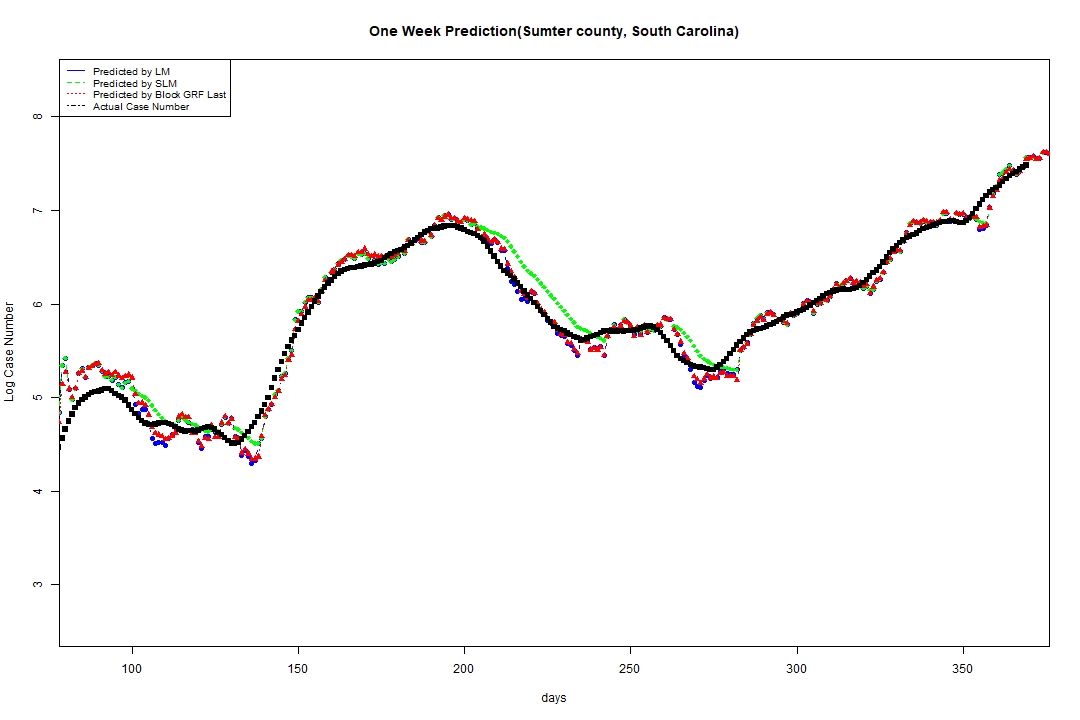 One Week Prediction(Sumter county, South Carolina)
Predicted by LM
Predicted by SLM
Predicted by Block GRF Last
Actual Case Number
8
7
6
5
4
3
Log Case Number
100 150 200 250 300 350
days